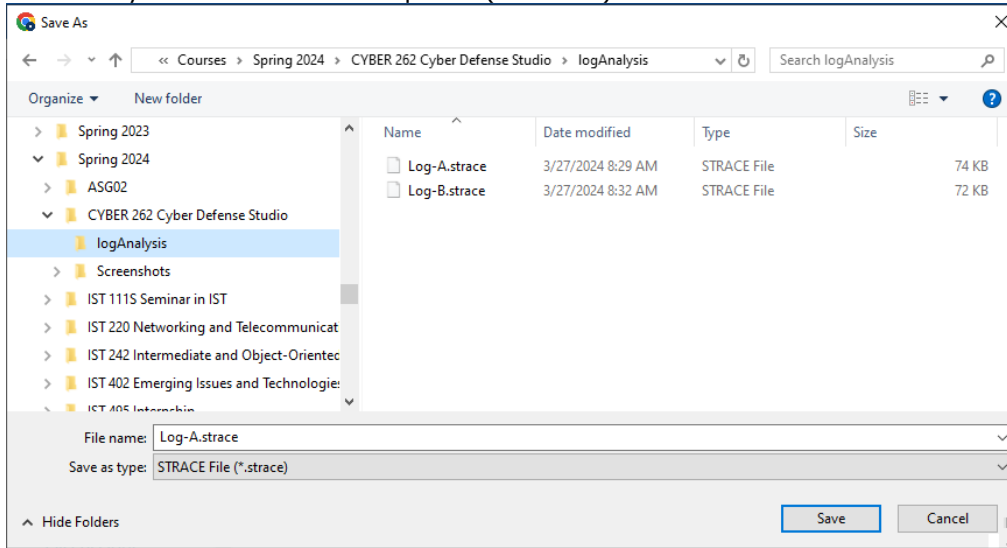 Save As
« Courses > Spring 2024 > CYBER 262 Cyber Defense Studio > logAnalysis
Search logAnalysis
Organize
New folder
Name
Date modified
Type
Size
Spring 2023
Spring 2024
ASG02
CYBER 262 Cyber Defense Studio
logAnalysis
Screenshots
IST 111S Seminar in IST
IST 220 Networking and Telecommunicat
IST 242 Intermediate and Object-Oriented
IST 402 Emerging Issues and Technologies
IST 495 Internship
Log-A.strace 3/27/2024 8:29 AM STRACE File 74 KB
Log-B.strace 3/27/2024 8:32 AM STRACE File 72 KB
File name: Log-A.strace
Save as type: STRACE File (*.strace)
Hide Folders
Save
Cancel